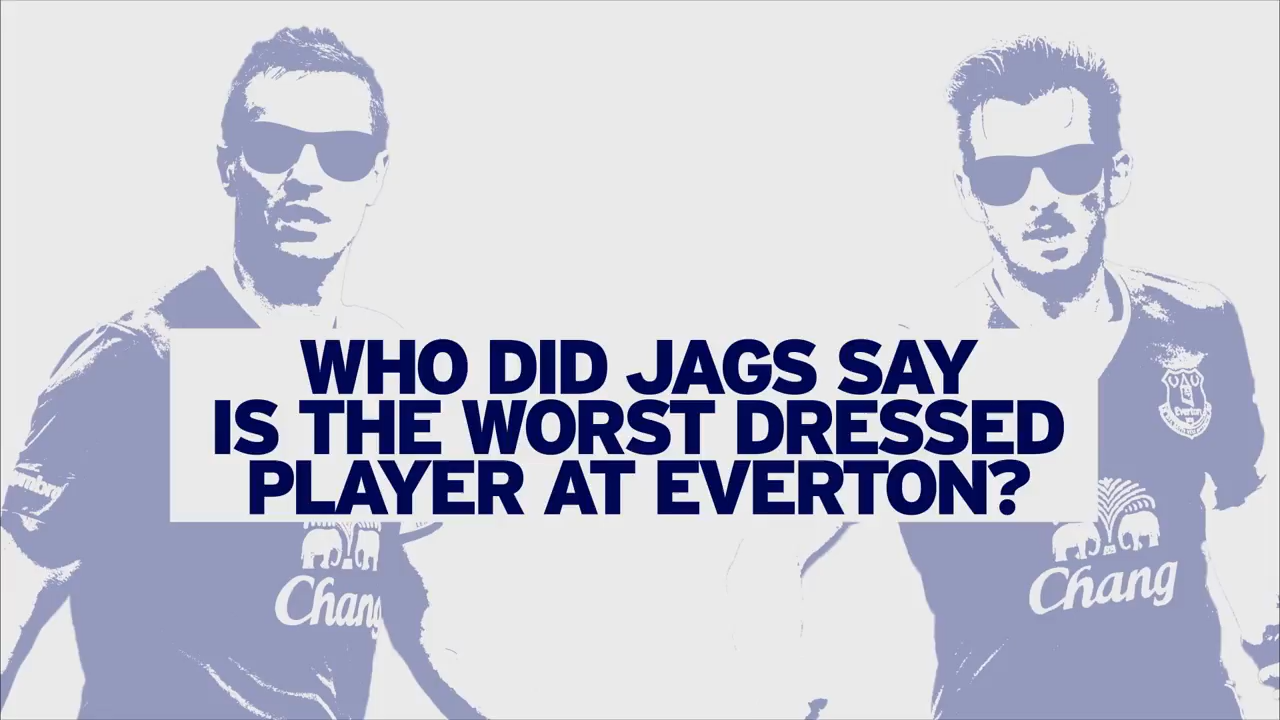 WHO DID JAGS SAY
IS THE WORST DRESSED
PLAYER AT EVERTON?
Everton
Chang
Chang